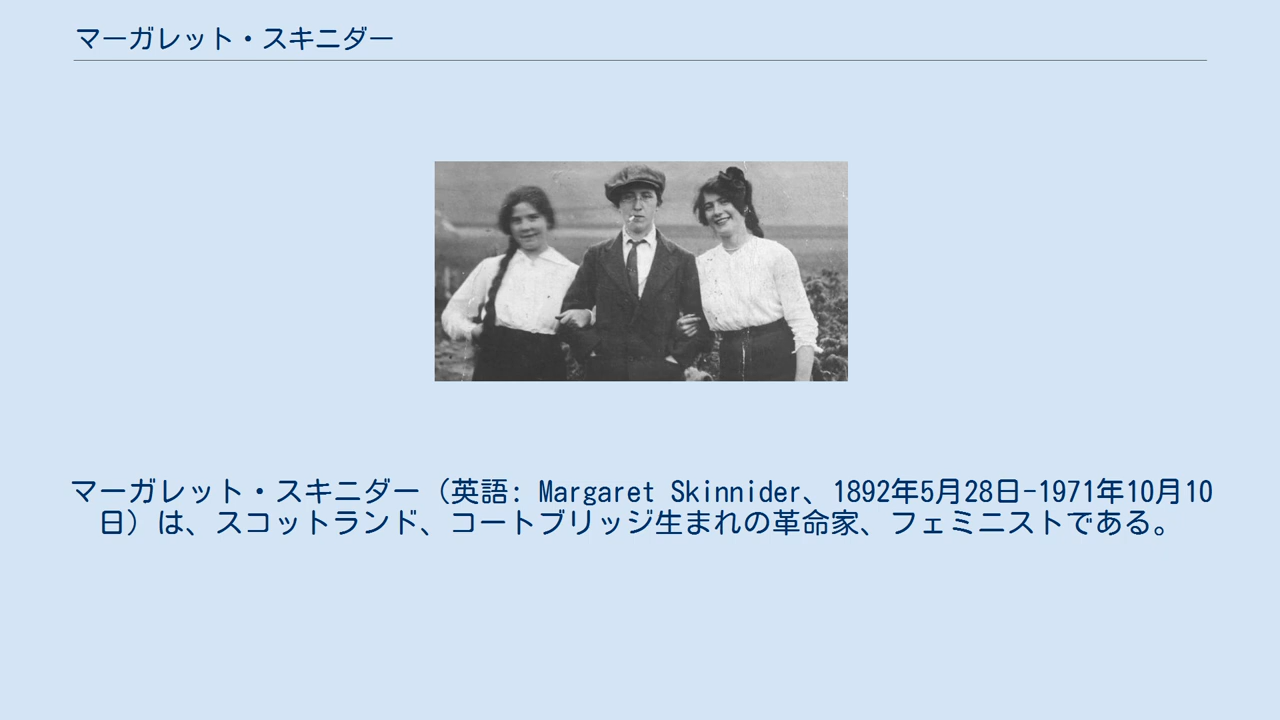 マーガレット・スキニダー
マーガレット・スキニダー（英語: Margaret Skinnider、1892年5月28日-1971年10月10
日）は、スコットランド、コートブリッジ生まれの革命家、フェミニストである。